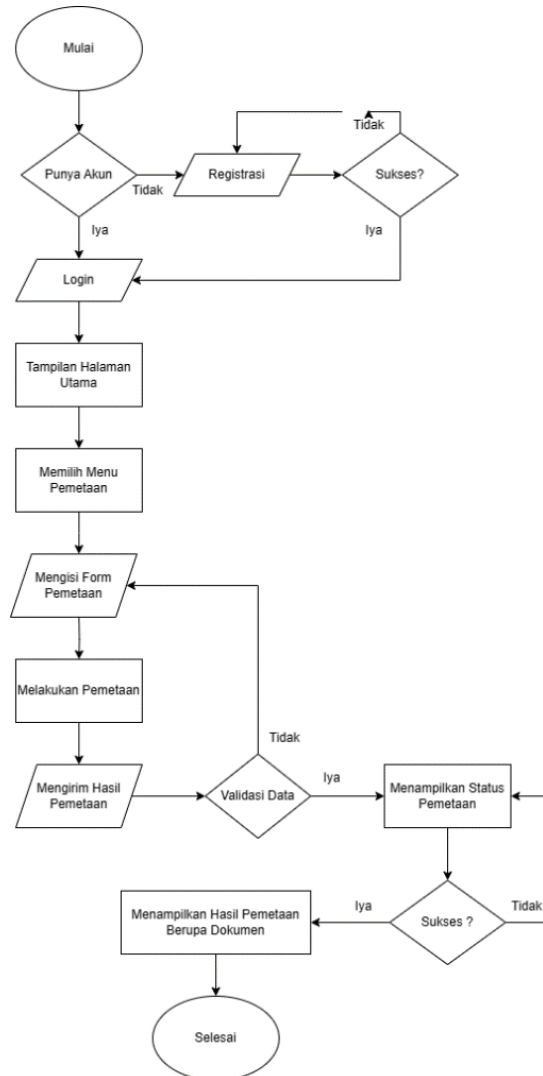 Mulai
Tidak
Punya Akun
Tidak
Registrasi
Sukses?
Iya
Iya
Login
Tampilan Halaman
Utama
Memilih Menu
Pemetaan
Mengisi Form
Pemetaan
Melakukan Pemetaan
Tidak
Mengirim Hasil
Pemetaan
Validasi Data
Iya
Menampilkan Status
Pemetaan
Menampilkan Hasil Pemetaan
Berupa Dokumen
Iya
Sukses ?
Tidak
Selesai